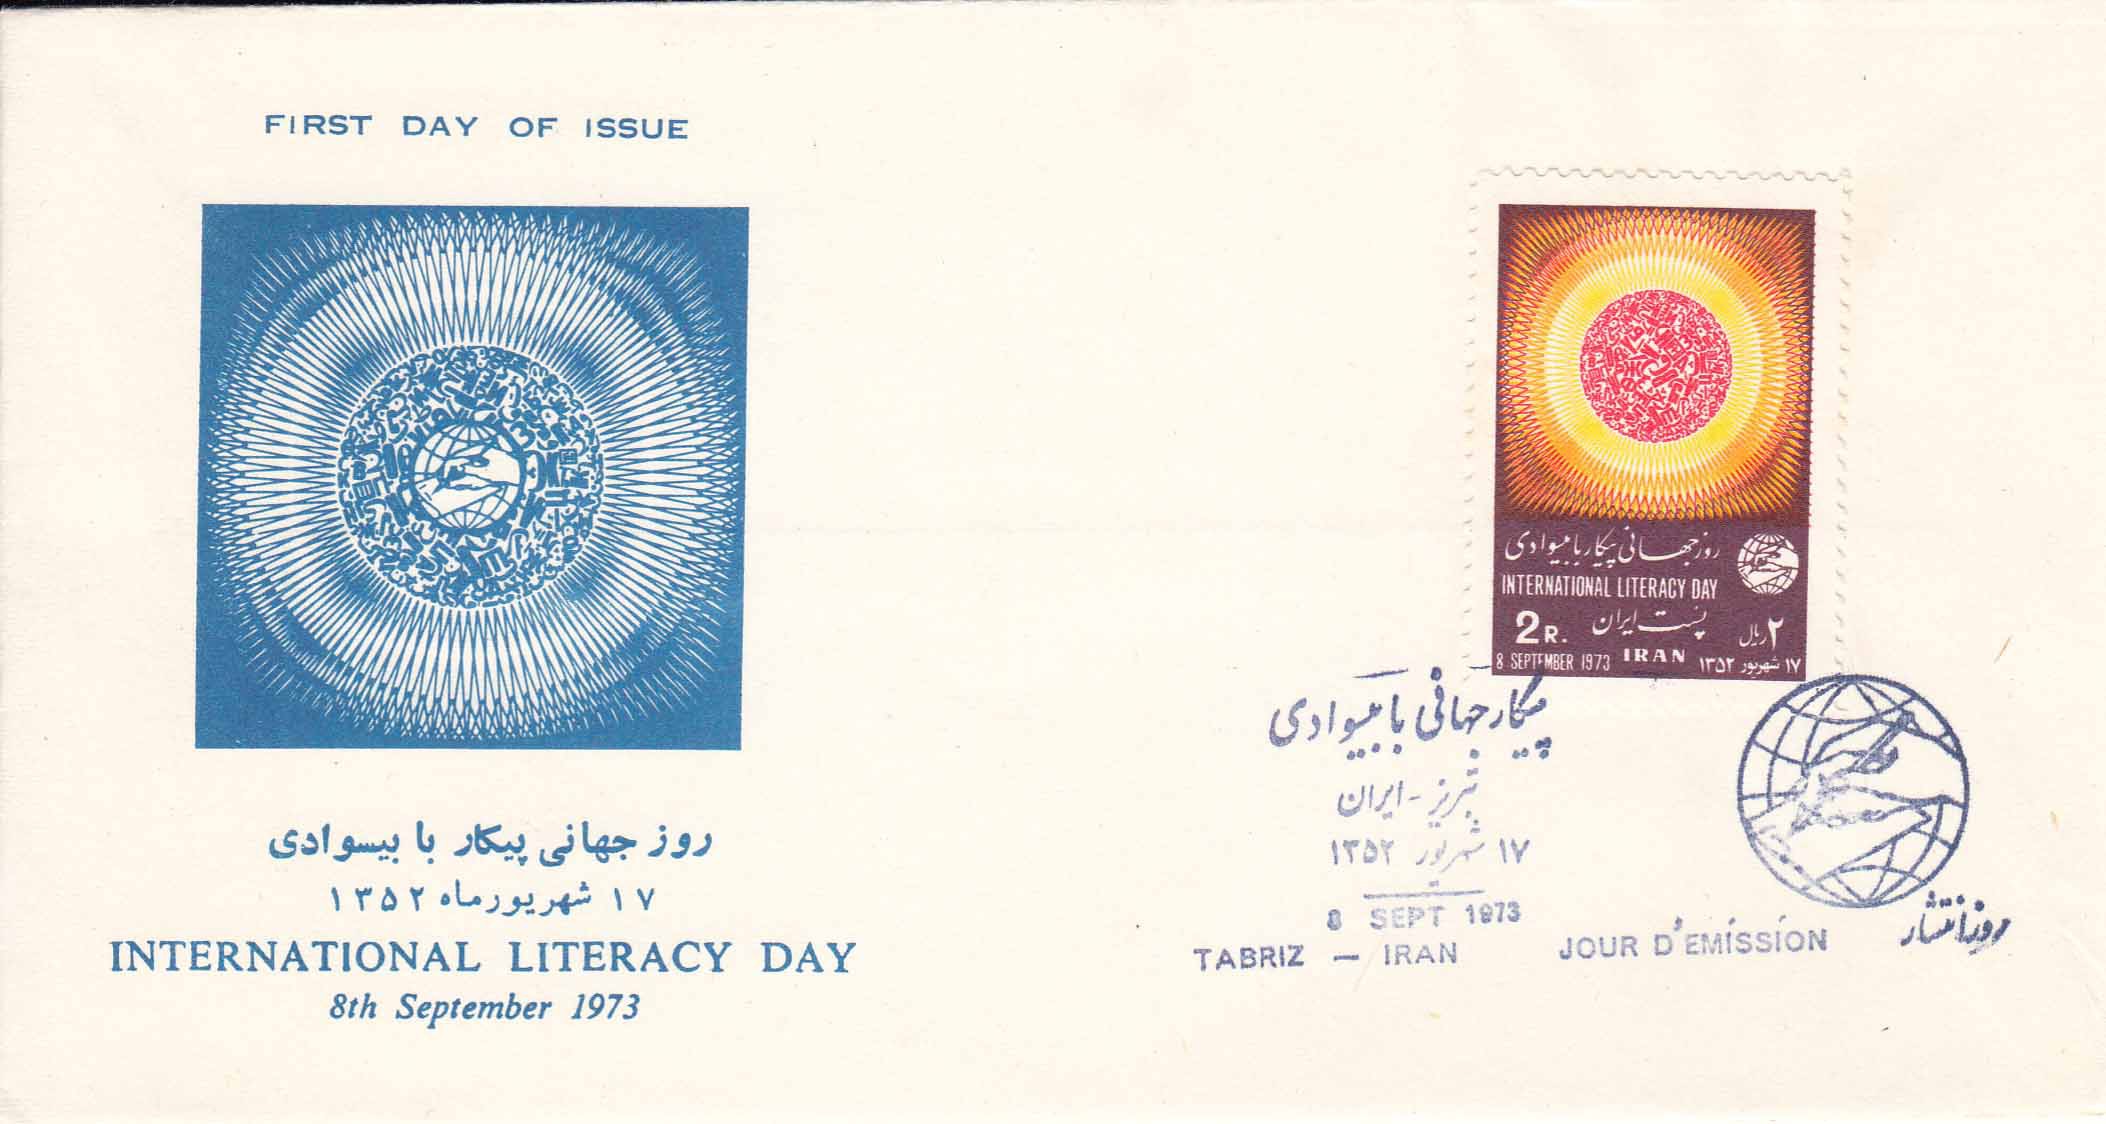 FIRST DAY OF ISSUE
روز جهانی پیکار با بیسوادی
۱۷ شهریورماه ۱۳۵۲
INTERNATIONAL LITERACY DAY
8th September 1973
روز جهانی پیکار با بیسوادی
INTERNATIONAL LITERACY DAY
پست ایران
2 R.
۲ ریال
8 SEPTEMBER 1973 IRAN ۱۷ شهریور ۱۳۵۲
پیکار جهانی با بیسوادی
تبریز - ایران
۱۷ شهریور ۱۳۵۲
8 SEPT 1973
TABRIZ — IRAN
JOUR D'EMISSION
روز انتشار